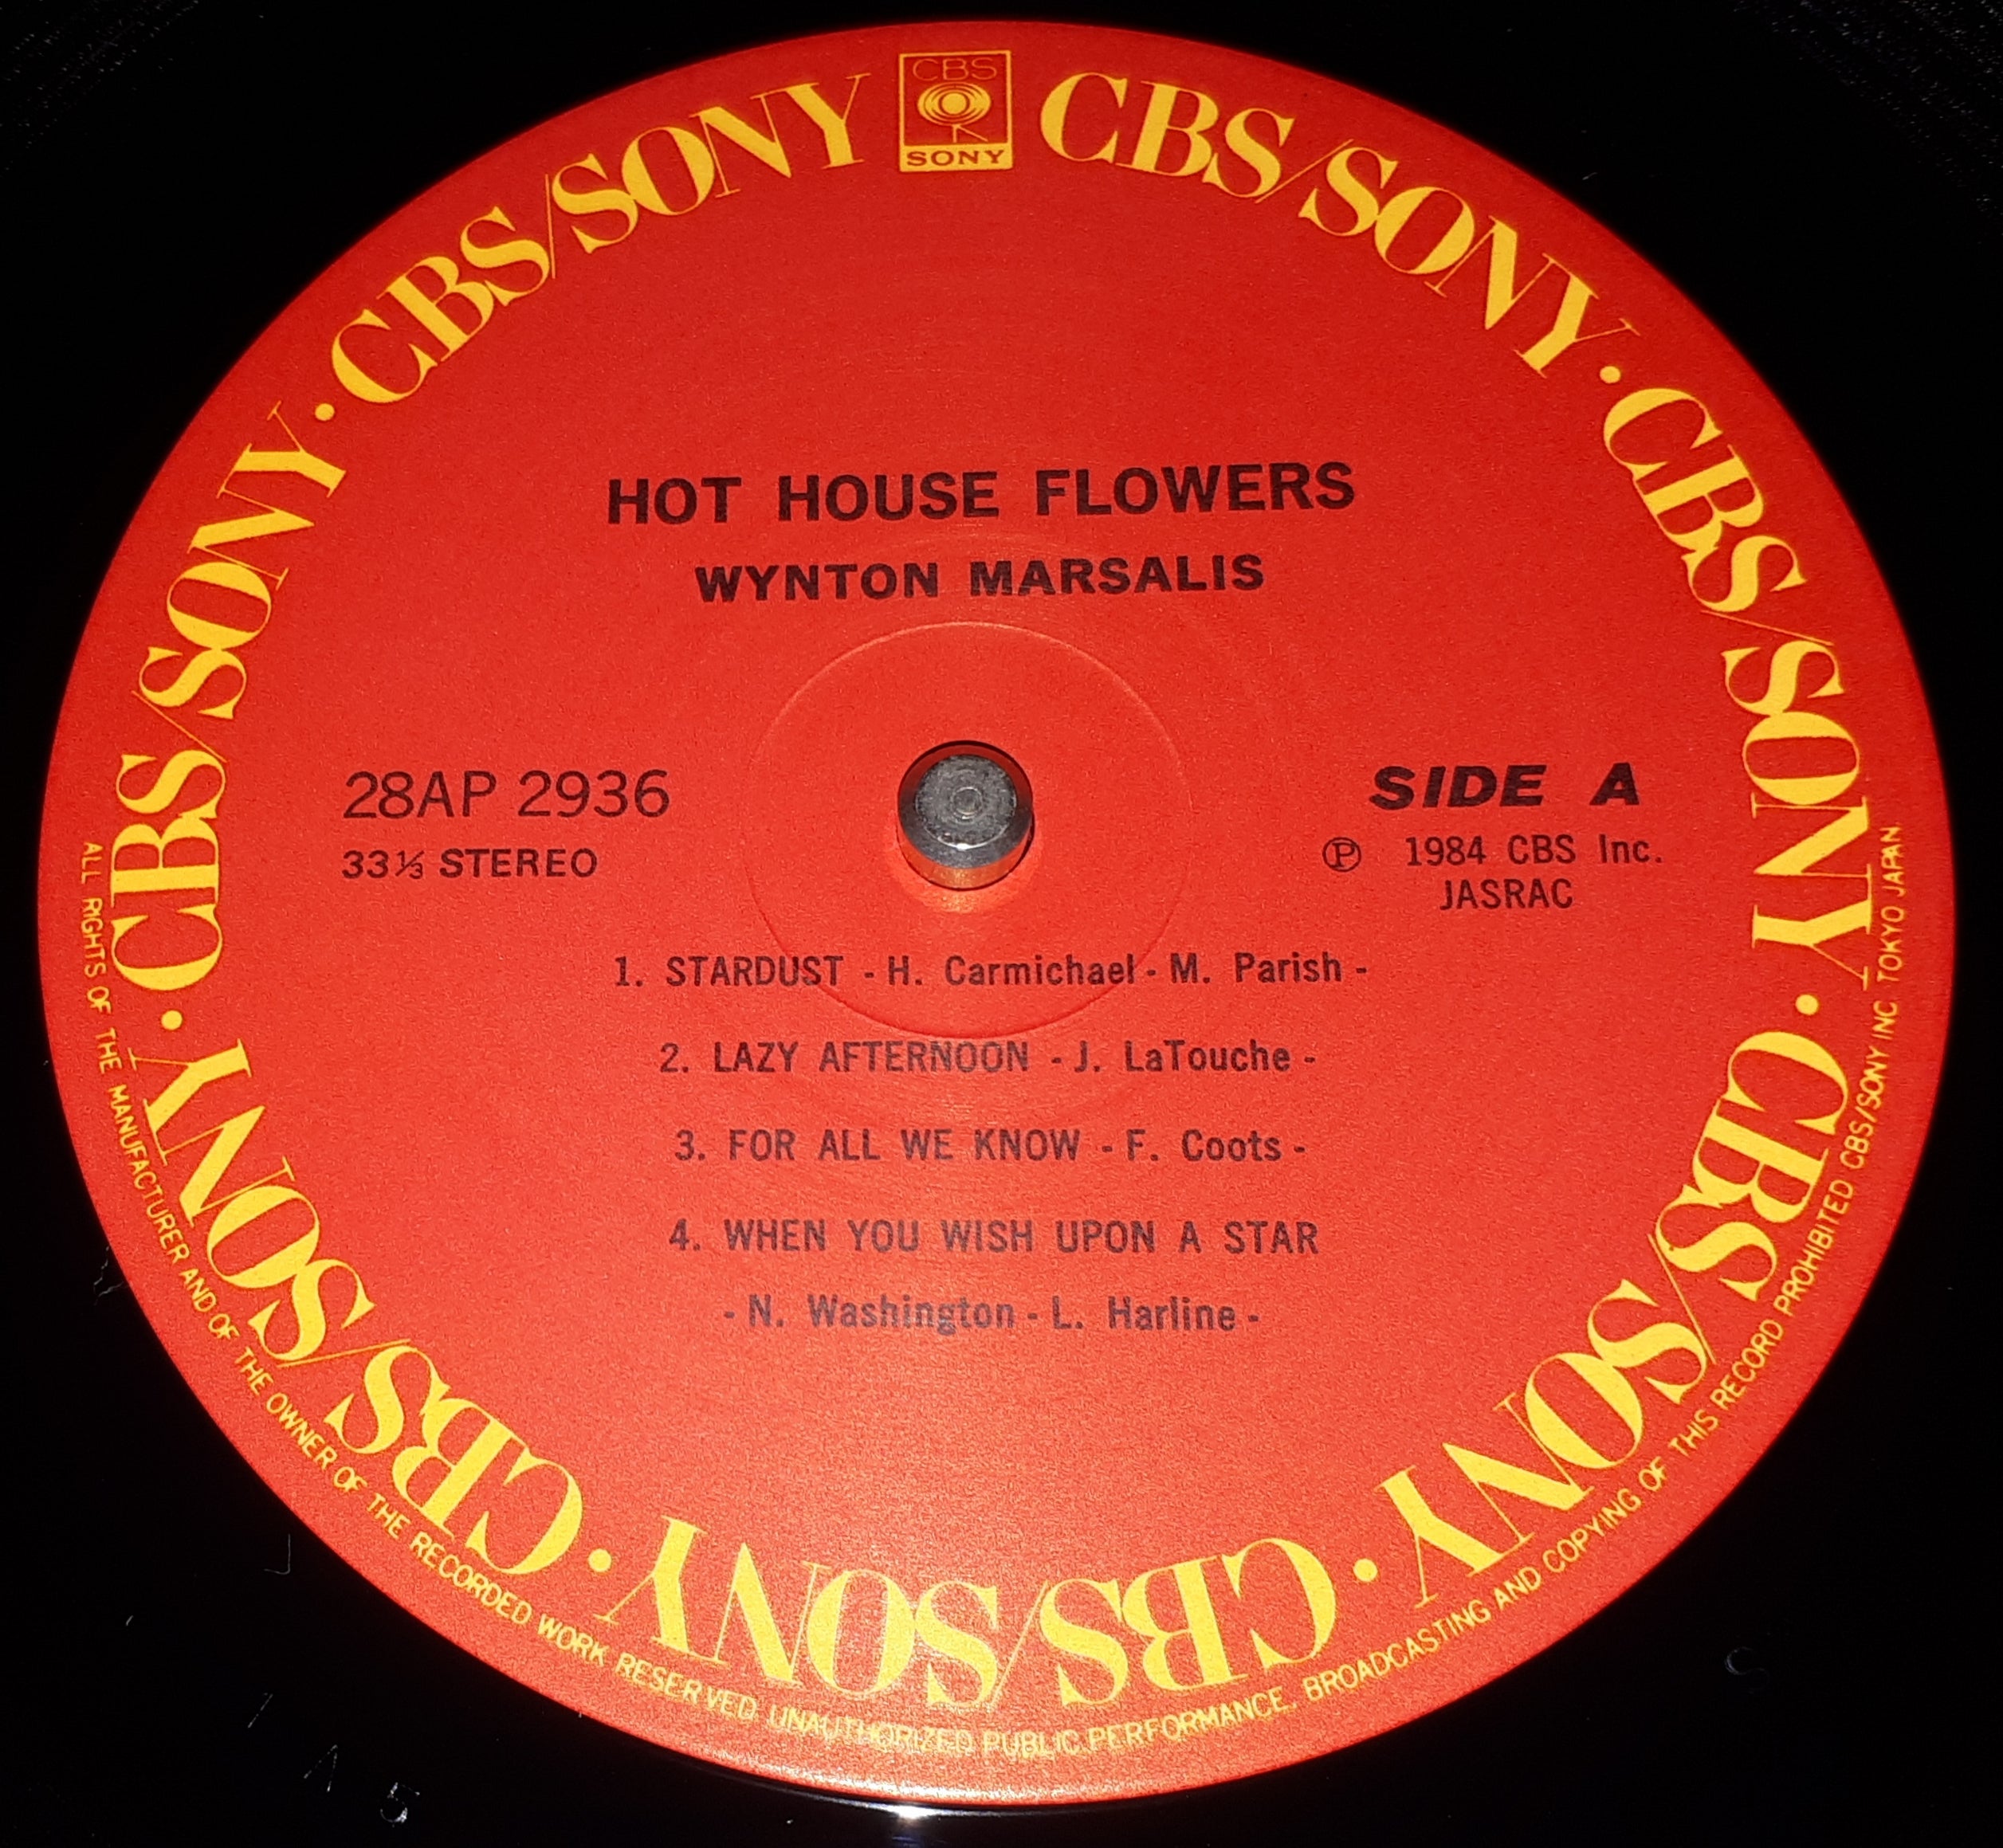 CBS
SONY
CBS/SONY · CBS/SONY · CBS/SONY · CBS/SONY · CBS/SONY · CBS/SONY · CBS/SONY
HOT HOUSE FLOWERS
WYNTON MARSALIS
28AP 2936
33⅓ STEREO
SIDE A
Ⓟ 1984 CBS Inc.
JASRAC
1. STARDUST - H. Carmichael - M. Parish -
2. LAZY AFTERNOON - J. LaTouche -
3. FOR ALL WE KNOW - F. Coots -
4. WHEN YOU WISH UPON A STAR
- N. Washington - L. Harline -
ALL RIGHTS OF THE MANUFACTURER AND OF THE OWNER OF THE RECORDED WORK RESERVED. UNAUTHORIZED PUBLIC PERFORMANCE, BROADCASTING AND COPYING OF THIS RECORD PROHIBITED CBS/SONY INC. TOKYO JAPAN